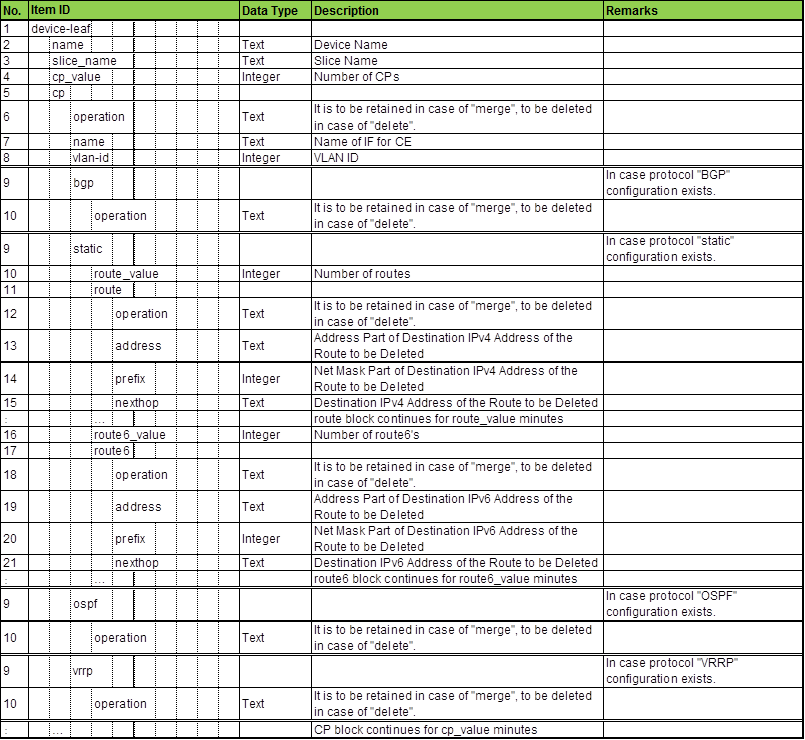 No. Item ID Data Type Description Remarks
1 device-leaf
2 name Text Device Name
3 slice_name Text Slice Name
4 cp_value Integer Number of CPs
5 cp
6 operation Text It is to be retained in case of "merge", to be deleted
in case of "delete".
7 name Text Name of IF for CE
8 vlan-id Integer VLAN ID
9 bgp In case protocol "BGP"
configuration exists.
10 operation Text It is to be retained in case of "merge", to be deleted
in case of "delete".
9 static In case protocol "static"
configuration exists.
10 route_value Integer Number of routes
11 route
12 operation Text It is to be retained in case of "merge", to be deleted
in case of "delete".
13 address Text Address Part of Destination IPv4 Address of the
Route to be Deleted
14 prefix Integer Net Mask Part of Destination IPv4 Address of the
Route to be Deleted
15 nexthop Text Destination IPv4 Address of the Route to be Deleted
: ... route block continues for route_value minutes
16 route6_value Integer Number of route6's
17 route6
18 operation Text It is to be retained in case of "merge", to be deleted
in case of "delete".
19 address Text Address Part of Destination IPv6 Address of the
Route to be Deleted
20 prefix Integer Net Mask Part of Destination IPv6 Address of the
Route to be Deleted
21 nexthop Text Destination IPv6 Address of the Route to be Deleted
: ... route6 block continues for route6_value minutes
9 ospf In case protocol "OSPF"
configuration exists.
10 operation Text It is to be retained in case of "merge", to be deleted
in case of "delete".
9 vrrp In case protocol "VRRP"
configuration exists.
10 operation Text It is to be retained in case of "merge", to be deleted
in case of "delete".
: ... CP block continues for cp_value minutes